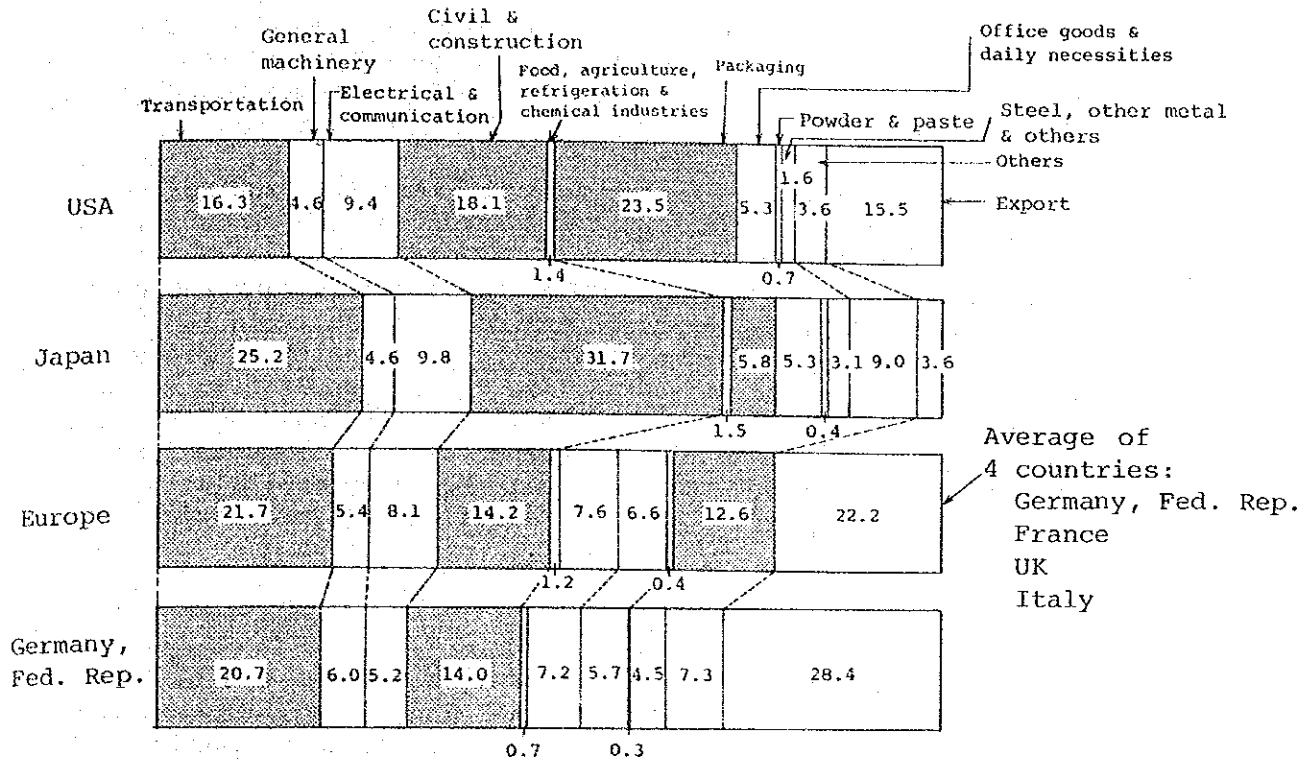 Civil &
construction
Office goods &
daily necessities
General
machinery
Food, agriculture,
refrigeration &
chemical industries
Packaging
Transportation
Electrical &
communication
Powder & paste
Steel, other metal
& others
Others
Export
USA
16.3 4.6 9.4 18.1 23.5 5.3 1.6 3.6 15.5
1.4 0.7
Japan
25.2 4.6 9.8 31.7 5.8 5.3 3.1 9.0 3.6
1.5 0.4
Europe
21.7 5.4 8.1 14.2 7.6 6.6 12.6 22.2
1.2 0.4
Average of
4 countries:
Germany, Fed. Rep.
France
UK
Italy
Germany,
Fed. Rep.
20.7 6.0 5.2 14.0 7.2 5.7 4.5 7.3 28.4
0.7 0.3